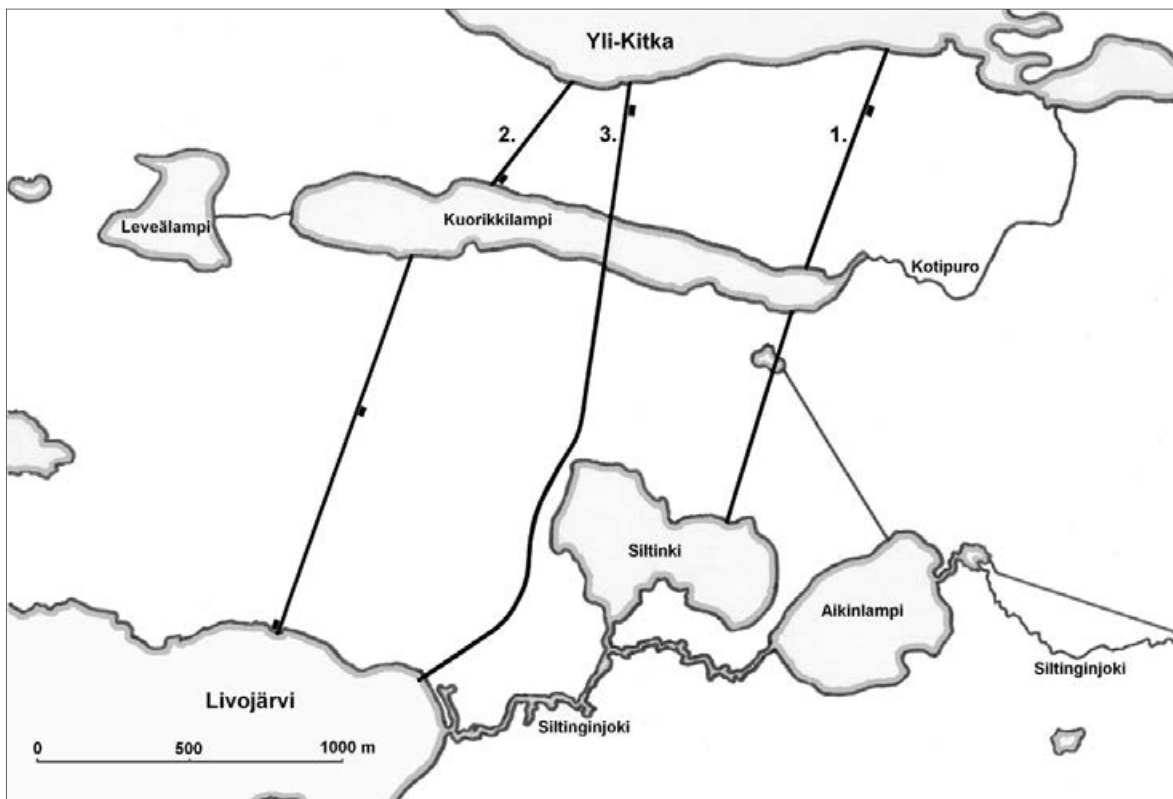 Yli-Kitka
2.
3.
1.
Leveälampi
Kuorikkilampi
Kotipuro
Siltinki
Aikinlampi
Siltinginjoki
Livojärvi
Siltinginjoki
0 500 1000 m